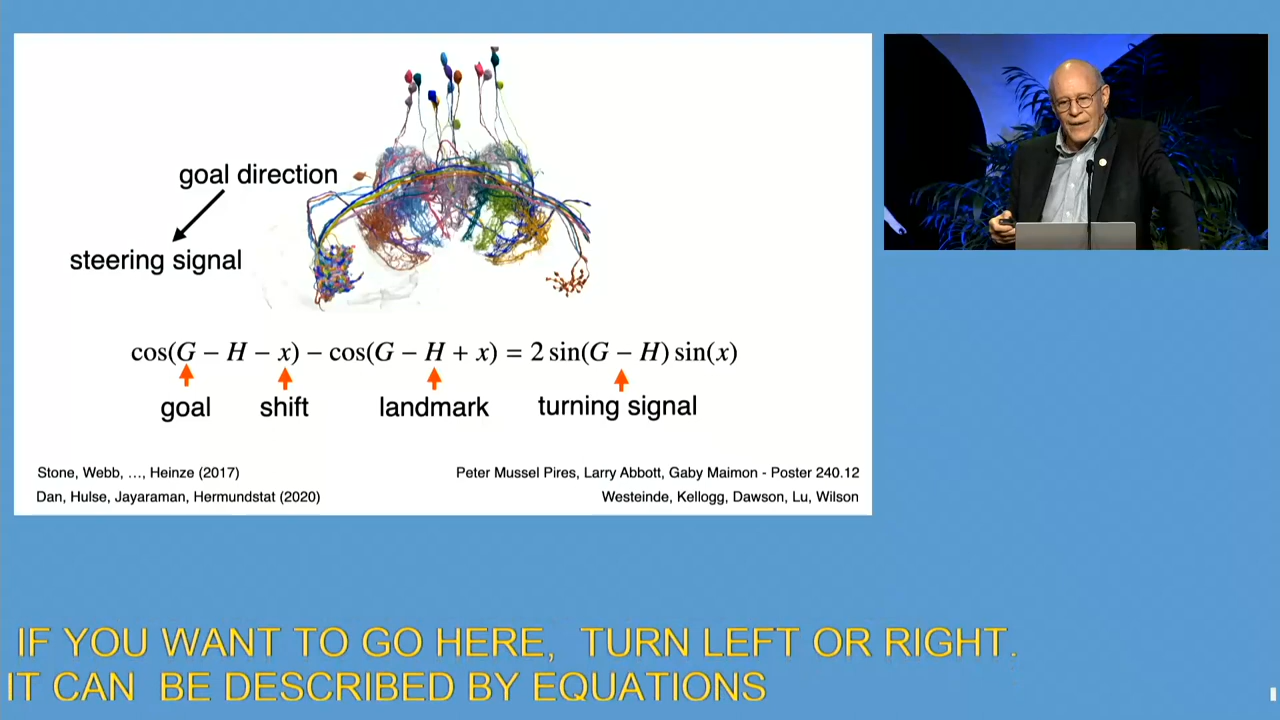 goal direction
steering signal
cos(G − H − x) − cos(G − H + x) = 2 sin(G − H) sin(x)
goal shift landmark turning signal
Stone, Webb, ..., Heinze (2017)
Dan, Hulse, Jayaraman, Hermundstat (2020)
Peter Mussel Pires, Larry Abbott, Gaby Maimon - Poster 240.12
Westeinde, Kellogg, Dawson, Lu, Wilson
IF YOU WANT TO GO HERE, TURN LEFT OR RIGHT.
IT CAN BE DESCRIBED BY EQUATIONS